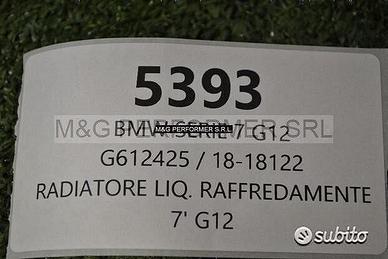 5393
BMW SERIE 7 G12
M&G PERFORMER SRL
M&G PERFORMER S.R.L
G612425 / 18-18122
RADIATORE LIQ. RAFFREDAMENTE
7' G12
subito